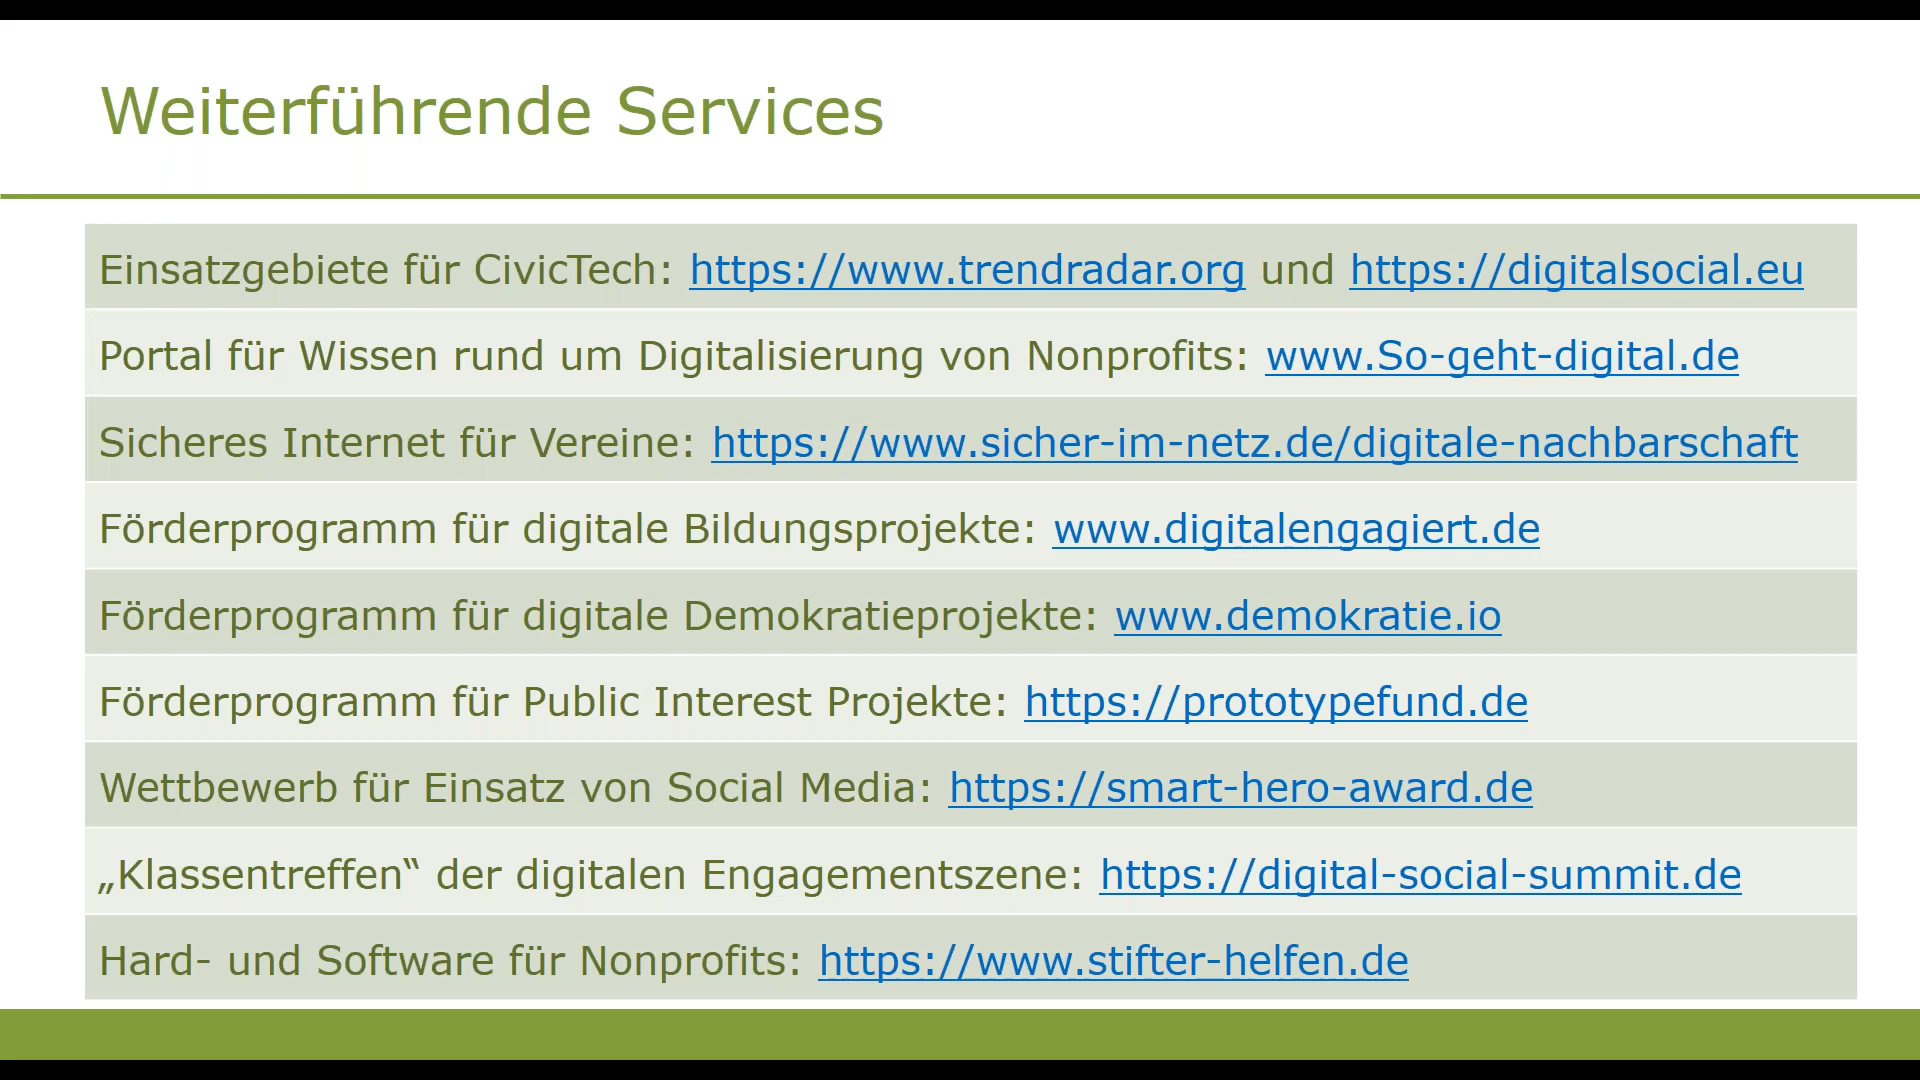 Weiterführende Services
Einsatzgebiete für CivicTech: https://www.trendradar.org und https://digitalsocial.eu
Portal für Wissen rund um Digitalisierung von Nonprofits: www.So-geht-digital.de
Sicheres Internet für Vereine: https://www.sicher-im-netz.de/digitale-nachbarschaft
Förderprogramm für digitale Bildungsprojekte: www.digitalengagiert.de
Förderprogramm für digitale Demokratieprojekte: www.demokratie.io
Förderprogramm für Public Interest Projekte: https://prototypefund.de
Wettbewerb für Einsatz von Social Media: https://smart-hero-award.de
„Klassentreffen“ der digitalen Engagementszene: https://digital-social-summit.de
Hard- und Software für Nonprofits: https://www.stifter-helfen.de